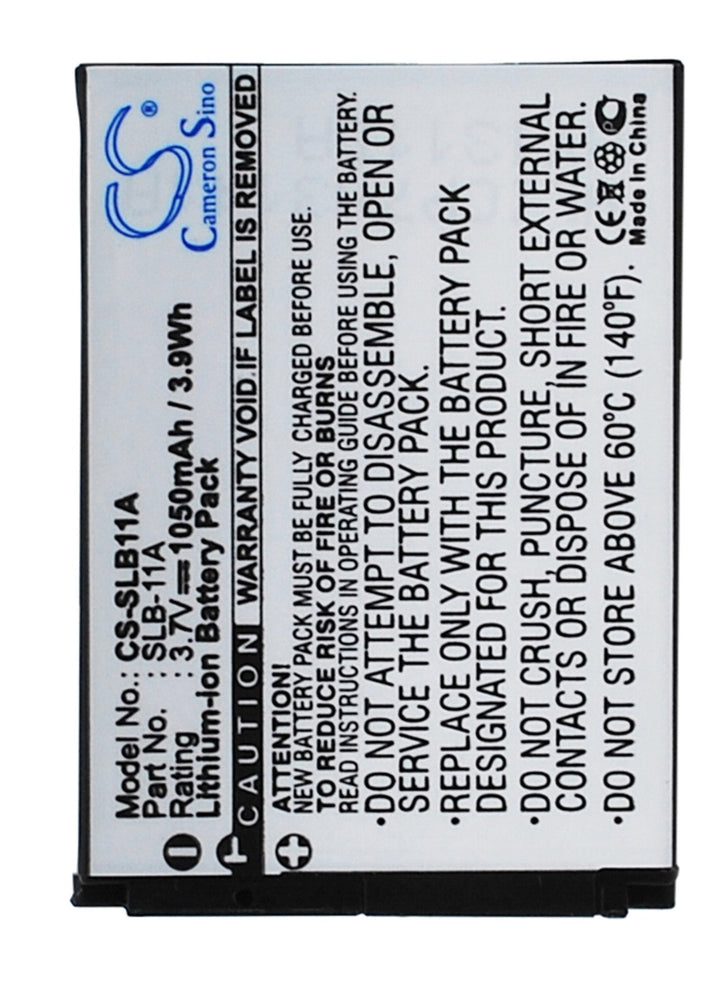 CS®
Cameron Sino
Model No.: CS-SLB11A
Part No. : SLB-11A
Rating : 3.7V⎓1050mAh / 3.9Wh
Lithium-ion Battery Pack
CAUTION WARRANTY VOID IF LABEL IS REMOVED
ATTENTION!
NEW BATTERY PACK MUST BE FULLY CHARGED BEFORE USE.
TO REDUCE RISK OF FIRE OR BURNS
READ INSTRUCTIONS IN OPERATING GUIDE BEFORE USING THE BATTERY.
•DO NOT ATTEMPT TO DISASSEMBLE, OPEN OR
SERVICE THE BATTERY PACK.
•REPLACE ONLY WITH THE BATTERY PACK
DESIGNATED FOR THIS PRODUCT.
•DO NOT CRUSH, PUNCTURE, SHORT EXTERNAL
CONTACTS OR DISPOSE OF IN FIRE OR WATER.
•DO NOT STORE ABOVE 60°C (140°F).
CE
Made in China
− T +